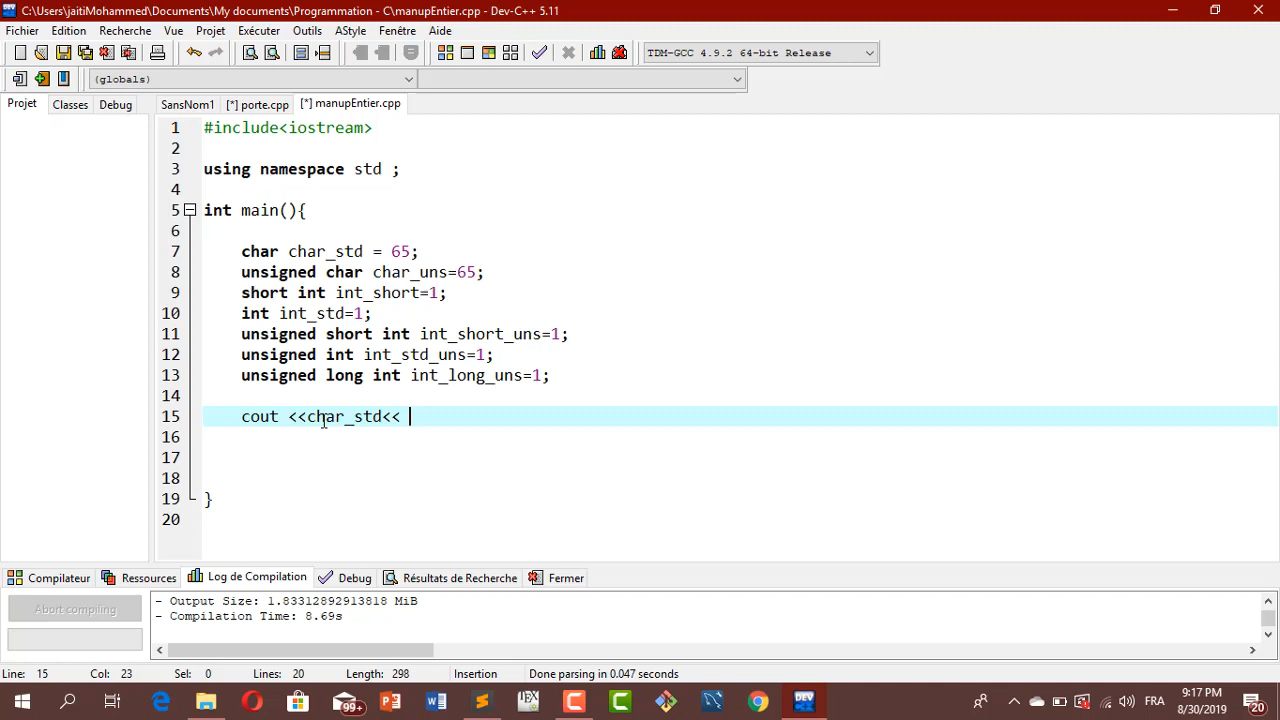 C:\Users\jaitiMohammed\Documents\My documents\Programmation - C\manupEntier.cpp - Dev-C++ 5.11
Fichier Edition Recherche Vue Projet Exécuter Outils AStyle Fenêtre Aide
TDM-GCC 4.9.2 64-bit Release
(globals)
Projet Classes Debug SansNom1 [*] porte.cpp [*] manupEntier.cpp
1 #include<iostream>
2
3 using namespace std ;
4
5 int main(){
6
7 char char_std = 65;
8 unsigned char char_uns=65;
9 short int int_short=1;
10 int int_std=1;
11 unsigned short int int_short_uns=1;
12 unsigned int int_std_uns=1;
13 unsigned long int int_long_uns=1;
14
15 cout <<char_std<<
16
17
18
19 }
20
Compilateur Ressources Log de Compilation Debug Résultats de Recherche Fermer
Abort compiling
- Output Size: 1.83312892913818 MiB
- Compilation Time: 8.69s
Line: 15 Col: 23 Sel: 0 Lines: 20 Length: 298 Insertion Done parsing in 0.047 seconds
99+ FRA 9:17 PM
8/30/2019 20